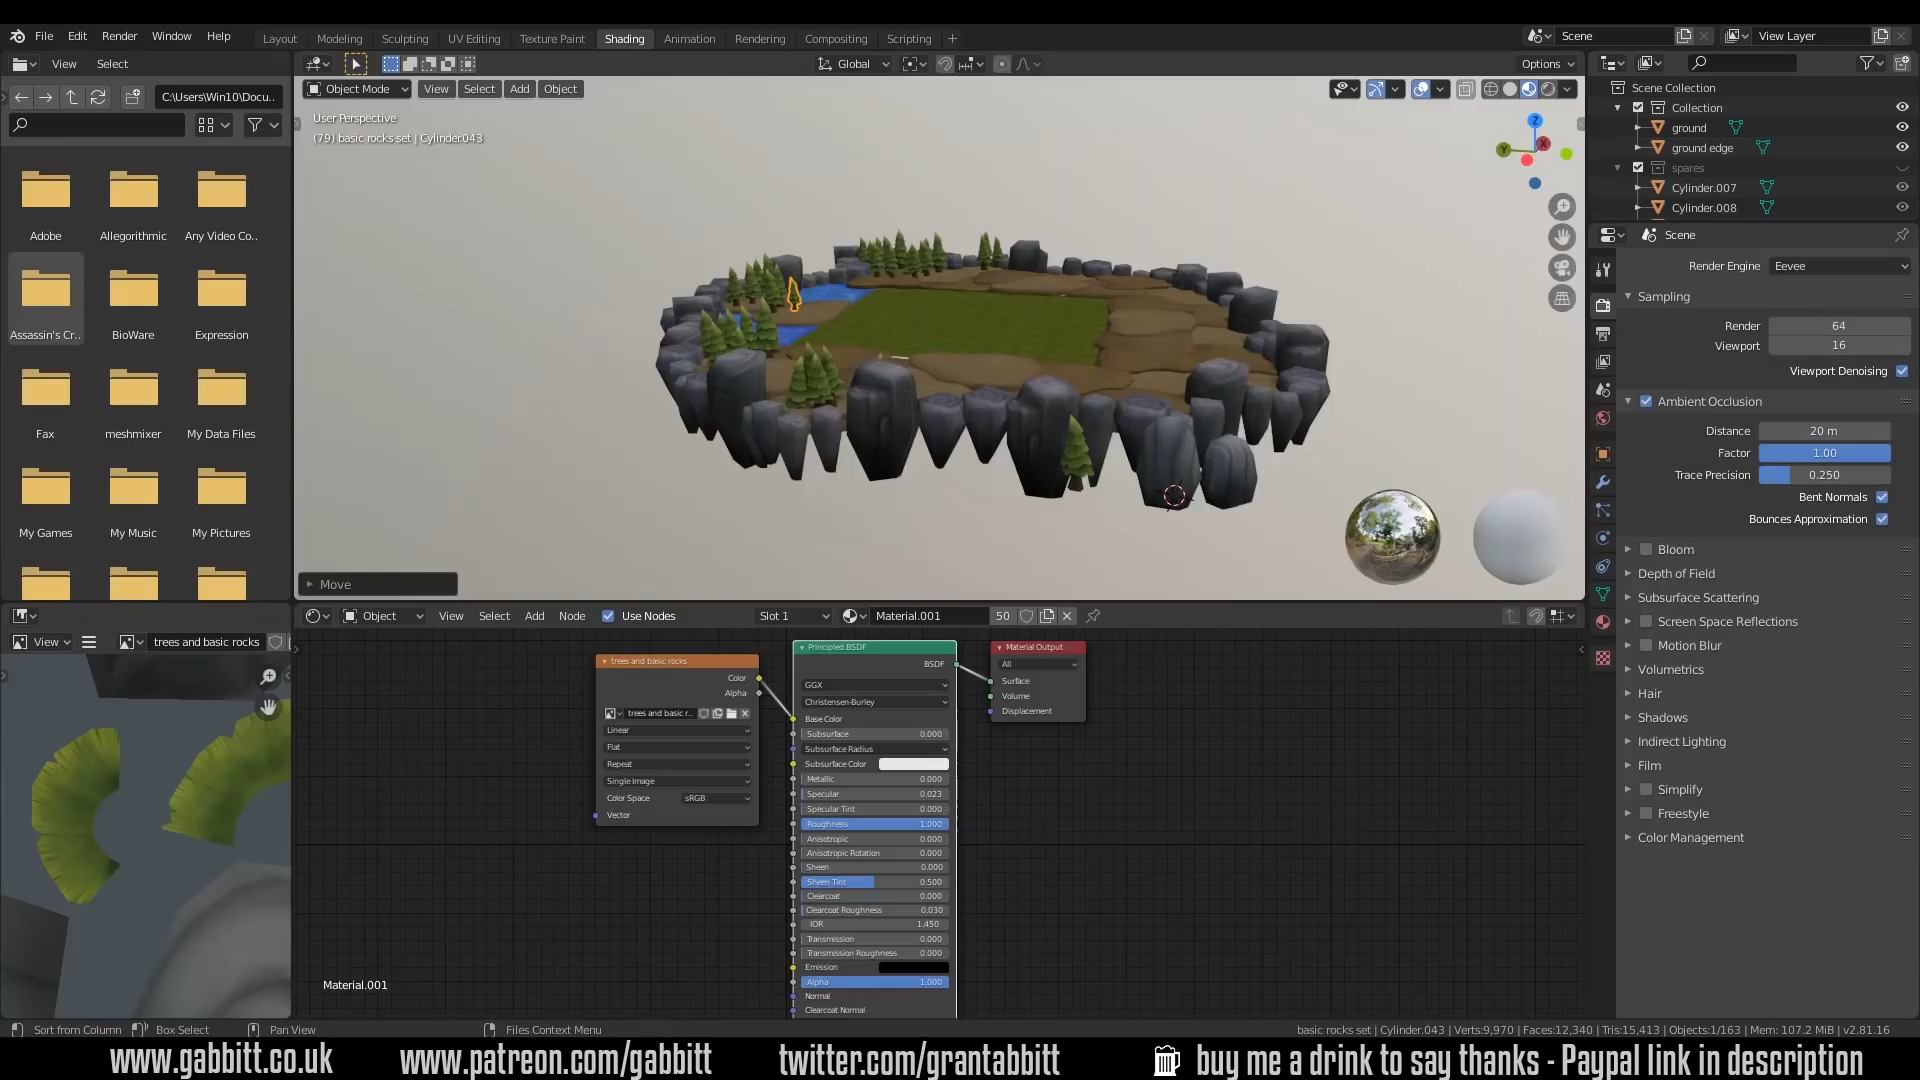 File Edit Render Window Help
Layout Modeling Sculpting UV Editing Texture Paint Shading Animation Rendering Compositing Scripting +
Scene
View Layer
View Select
Global
Options
C:\Users\Win10\Docu..
Adobe
Allegorithmic
Any Video Co..
Assassin's Cr..
BioWare
Expression
Fax
meshmixer
My Data Files
My Games
My Music
My Pictures
Object Mode View Select Add Object
User Perspective
(79) basic rocks set | Cylinder.043
Z
Y
X
Move
Scene Collection
Collection
ground
ground edge
spares
Cylinder.007
Cylinder.008
Scene
Render Engine Eevee
Sampling
Render 64
Viewport 16
Viewport Denoising
Ambient Occlusion
Distance 20 m
Factor 1.00
Trace Precision 0.250
Bent Normals
Bounces Approximation
Bloom
Depth of Field
Subsurface Scattering
Screen Space Reflections
Motion Blur
Volumetrics
Hair
Shadows
Indirect Lighting
Film
Simplify
Freestyle
Color Management
View trees and basic rocks
Object View Select Add Node Use Nodes Slot 1 Material.001 50
trees and basic rocks
Color
Alpha
trees and basic r..
Linear
Flat
Repeat
Single Image
Color Space sRGB
Vector
Principled BSDF
BSDF
GGX
Christensen-Burley
Base Color
Subsurface 0.000
Subsurface Radius
Subsurface Color
Metallic 0.000
Specular 0.023
Specular Tint 0.000
Roughness 1.000
Anisotropic 0.000
Anisotropic Rotation 0.000
Sheen 0.000
Sheen Tint 0.500
Clearcoat 0.000
Clearcoat Roughness 0.030
IOR 1.450
Transmission 0.000
Transmission Roughness 0.000
Emission
Alpha 1.000
Normal
Clearcoat Normal
Material Output
All
Surface
Volume
Displacement
Material.001
Sort from Column Box Select Pan View Files Context Menu
basic rocks set | Cylinder.043 | Verts:9,970 | Faces:12,340 | Tris:15,413 | Objects:1/163 | Mem: 107.2 MiB | v2.81.16
www.gabbitt.co.uk www.patreon.com/gabbitt twitter.com/grantabbitt buy me a drink to say thanks - Paypal link in description